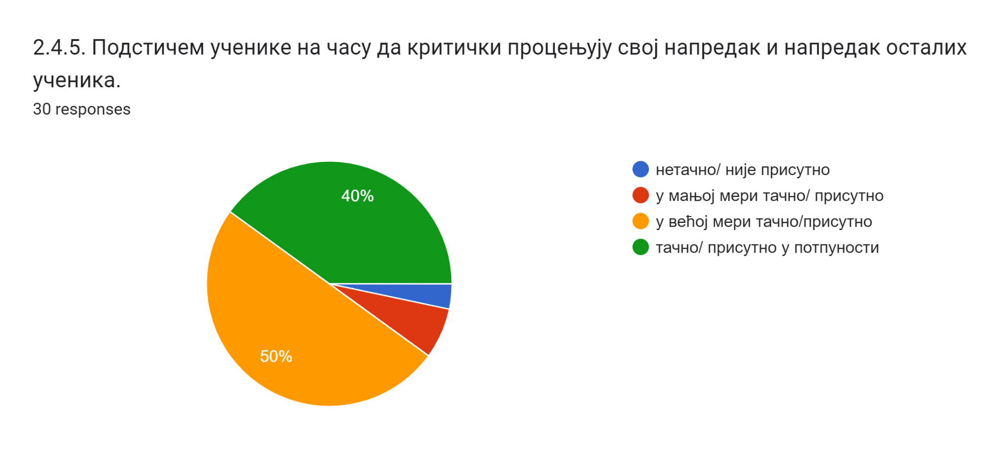 2.4.5. Подстичем ученике на часу да критички процењују свој напредак и напредак осталих
ученика.
30 responses
40%
50%
нетачно/ није присутно
у мањој мери тачно/ присутно
у већој мери тачно/присутно
тачно/ присутно у потпуности